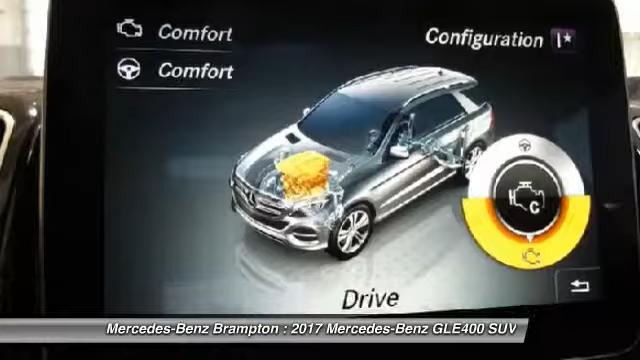 Comfort
Configuration I★
Comfort
C
Drive
Mercedes-Benz Brampton : 2017 Mercedes-Benz GLE400 SUV